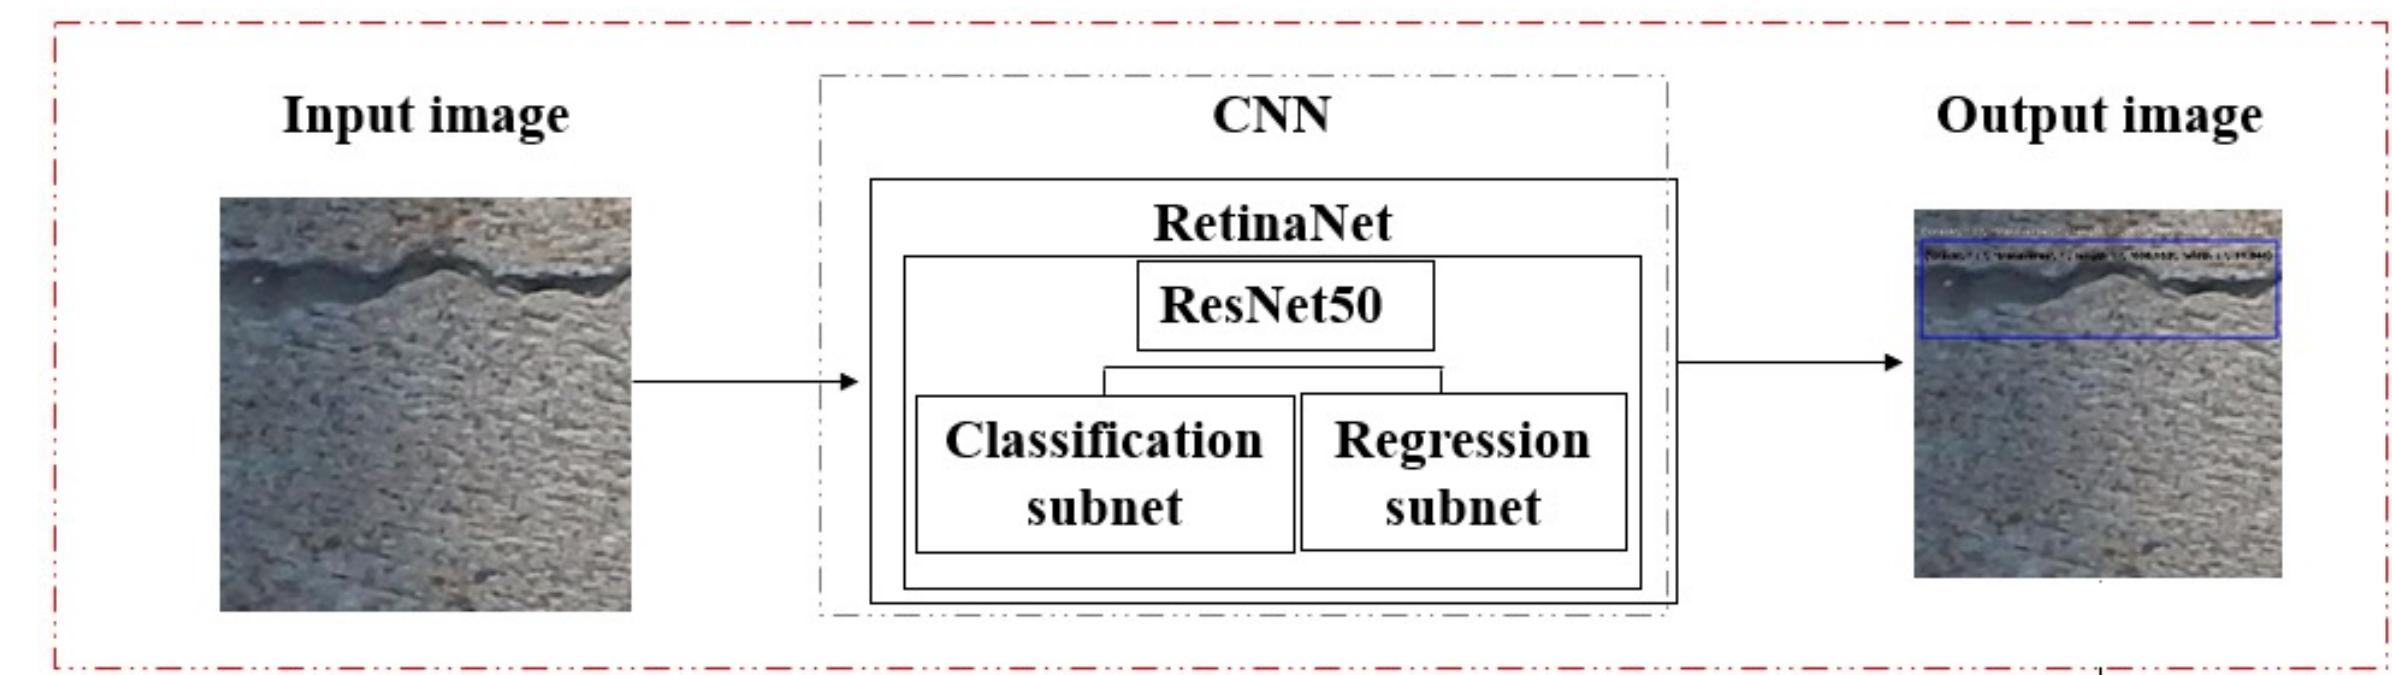 Input image
CNN
Output image
RetinaNet
ResNet50
Classification
subnet
Regression
subnet